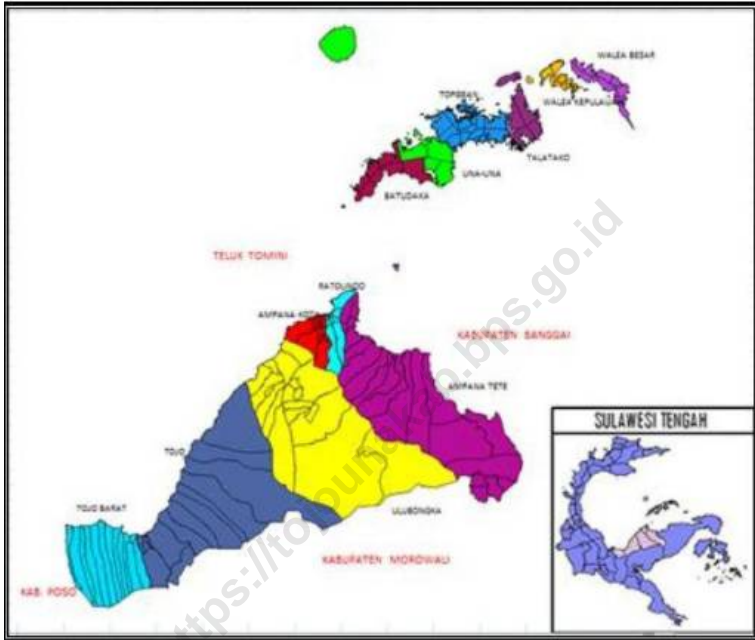 WALEA BESAR
TOGEAN
WALEA KEPULAUAN
TALATAKO
UNA-UNA
BATUDAKA
TELUK TOMINI
RATOLINDO
AMPANA KOTA
KABUPATEN BANGGAI
AMPANA TETE
SULAWESI TENGAH
TOJO
TOJO BARAT
ULUBONGKA
KABUPATEN MOROWALI
KAB. POSO